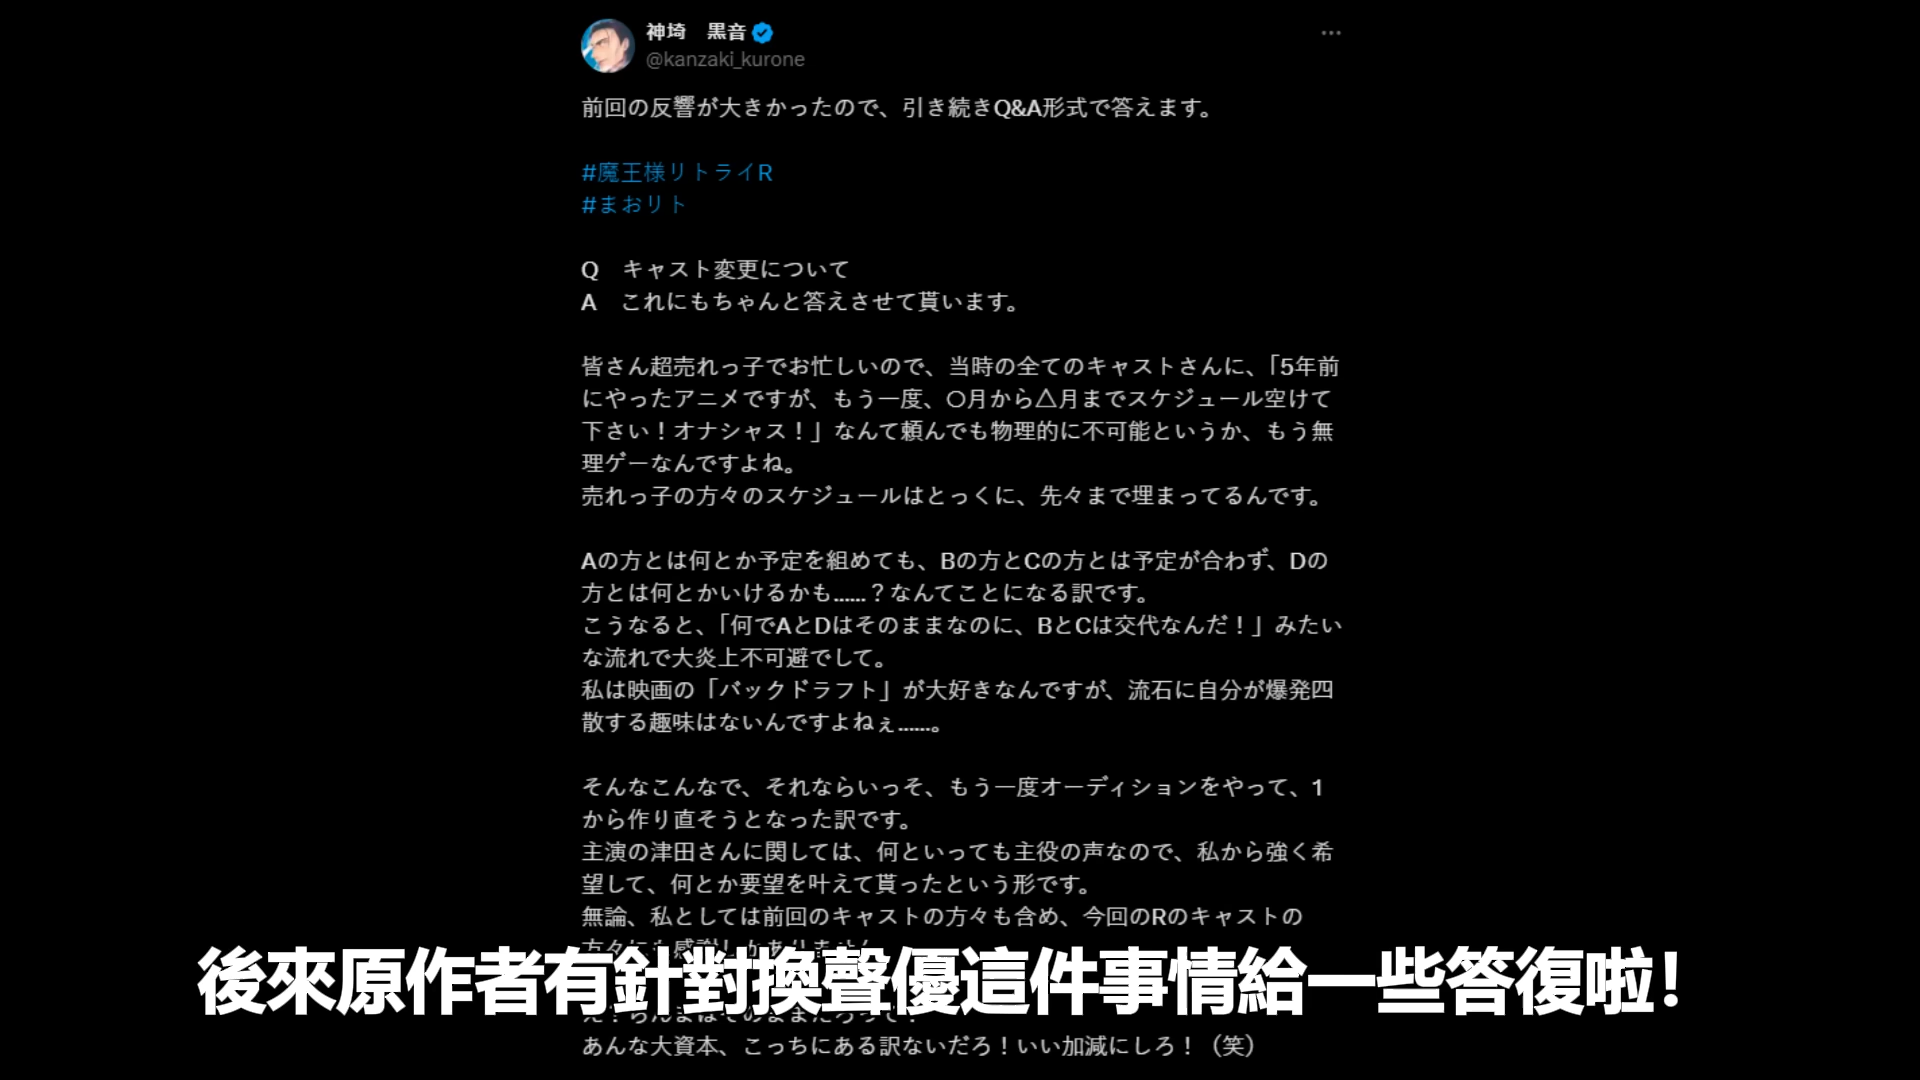 神埼　黒音
@kanzaki_kurone
前回の反響が大きかったので、引き続きQ&A形式で答えます。
#魔王様リトライR
#まおリト
Q　キャスト変更について
A　これにもちゃんと答えさせて貰います。
皆さん超売れっ子でお忙しいので、当時の全てのキャストさんに、「5年前
にやったアニメですが、もう一度、〇月から△月までスケジュール空けて
下さい！オナシャス！」なんて頼んでも物理的に不可能というか、もう無
理ゲーなんですよね。
売れっ子の方々のスケジュールはとっくに、先々まで埋まってるんです。
Aの方とは何とか予定を組めても、Bの方とCの方とは予定が合わず、Dの
方とは何とかいけるかも……？なんてことになる訳です。
こうなると、「何でAとDはそのままなのに、BとCは交代なんだ！」みたい
な流れで大炎上不可避でして。
私は映画の「バックドラフト」が大好きなんですが、流石に自分が爆発四
散する趣味はないんですよねぇ……。
そんなこんなで、それならいっそ、もう一度オーディションをやって、1
から作り直そうとなった訳です。
主演の津田さんに関しては、何といっても主役の声なので、私から強く希
望して、何とか要望を叶えて貰ったという形です。
無論、私としては前回のキャストの方々も含め、今回のRのキャストの
後來原作者有針對換聲優這件事情給一些答復啦!
あんな大資本、こっちにある訳ないだろ！いい加減にしろ！（笑）